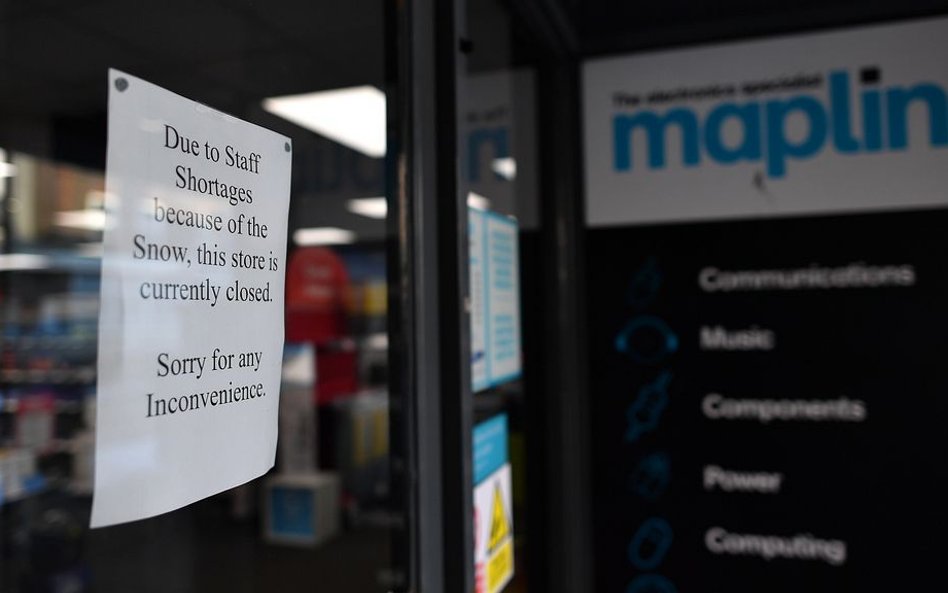 Due to Staff
Shortages
because of the
Snow, this store is
currently closed.
Sorry for any
Inconvenience.
The electronics specialist
maplin
Communications
Music
Components
Power
Computing